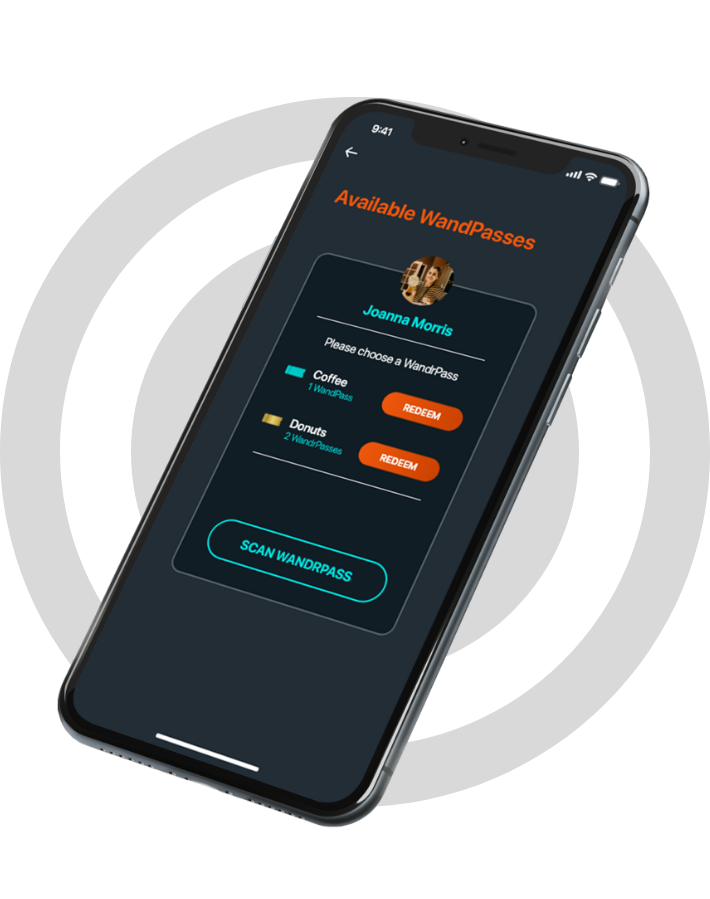 9:41
Available WandPasses
Joanna Morris
Please choose a WandrPass
Coffee
1 WandPass
REDEEM
Donuts
2 WandrPasses
REDEEM
SCAN WANDRPASS